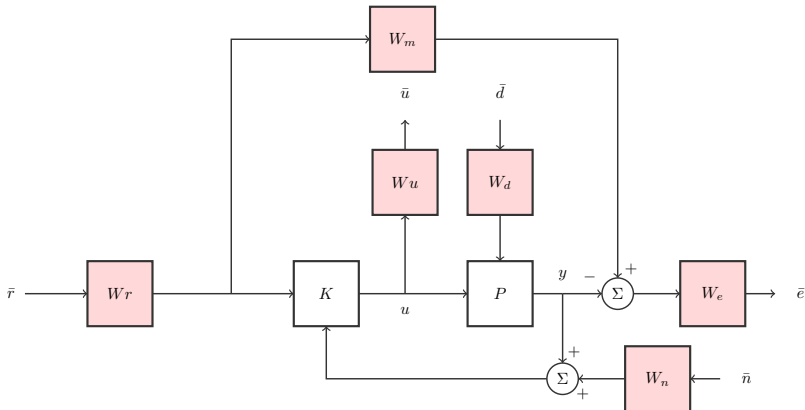 W_m
ū
d̄
Wu
W_d
r̄
Wr
K
u
P
y
−
+
Σ
W_e
ē
+
Σ
+
W_n
n̄